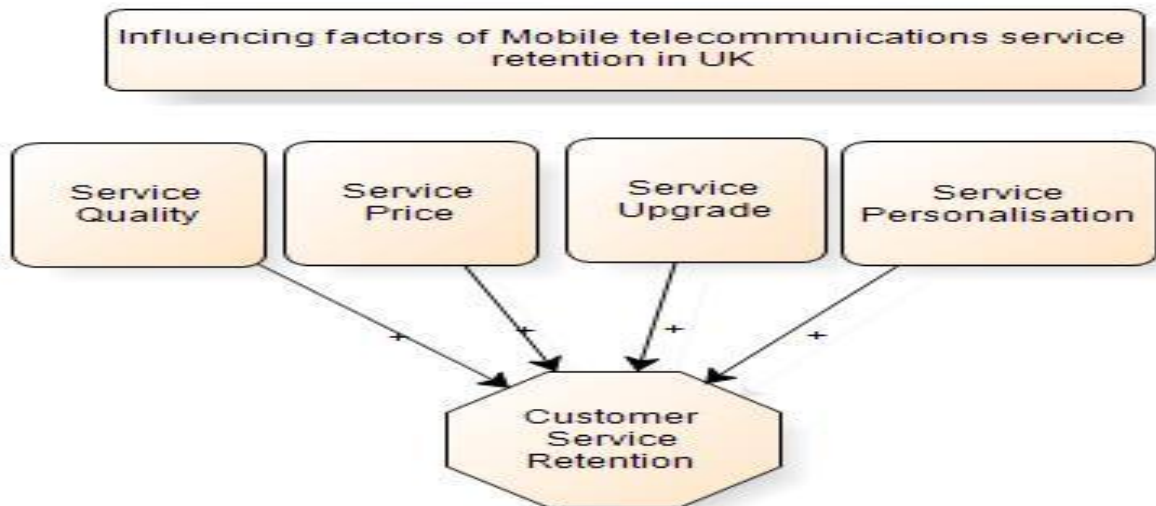 Influencing factors of Mobile telecommunications service
retention in UK
Service
Quality
Service
Price
Service
Upgrade
Service
Personalisation
+
+
+
+
Customer
Service
Retention